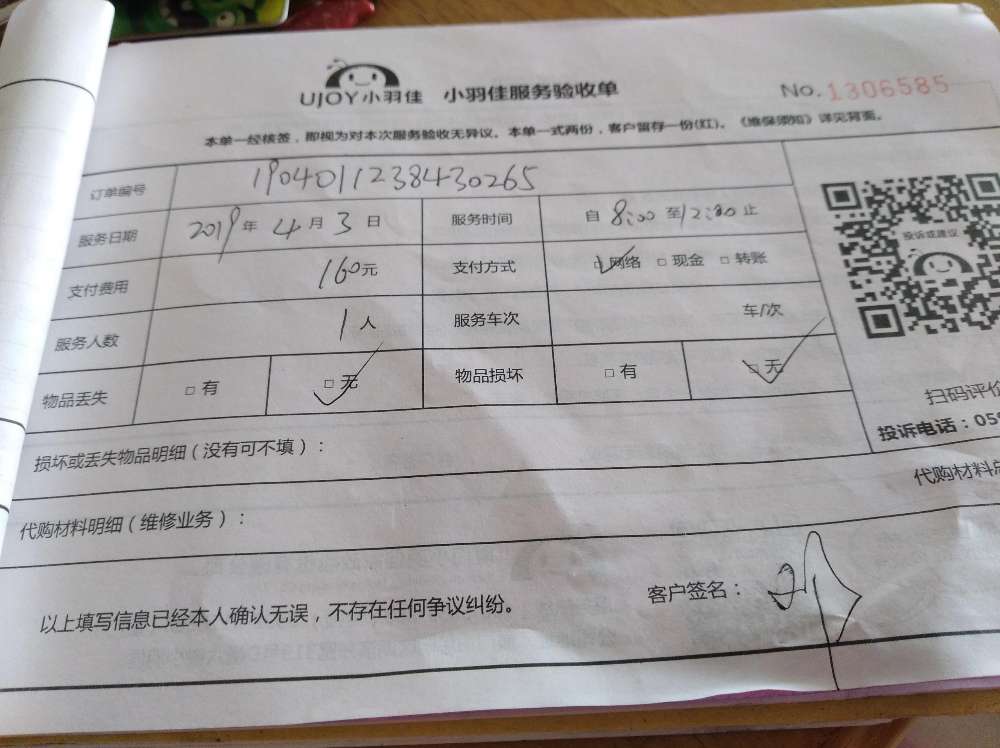 UJOY小羽佳 小羽佳服务验收单 No.1306585
本单一经核签，即视为对本次服务验收无异议。本单一式两份，客户留存一份(红)。《维保须知》详见背面。
订单编号 190401123843026​5
服务日期 2019年4月3日 服务时间 自8:00至12:00止
支付费用 160元 支付方式 □网络 □现金 □转账
服务人数 1人 服务车次 车/次
物品丢失 □有 □无 物品损坏 □有 □无
投诉或建议
扫码评价
投诉电话：05
损坏或丢失物品明细（没有可不填）：
代购材料明细（维修业务）： 代购材料总
以上填写信息已经本人确认无误，不存在任何争议纠纷。 客户签名：